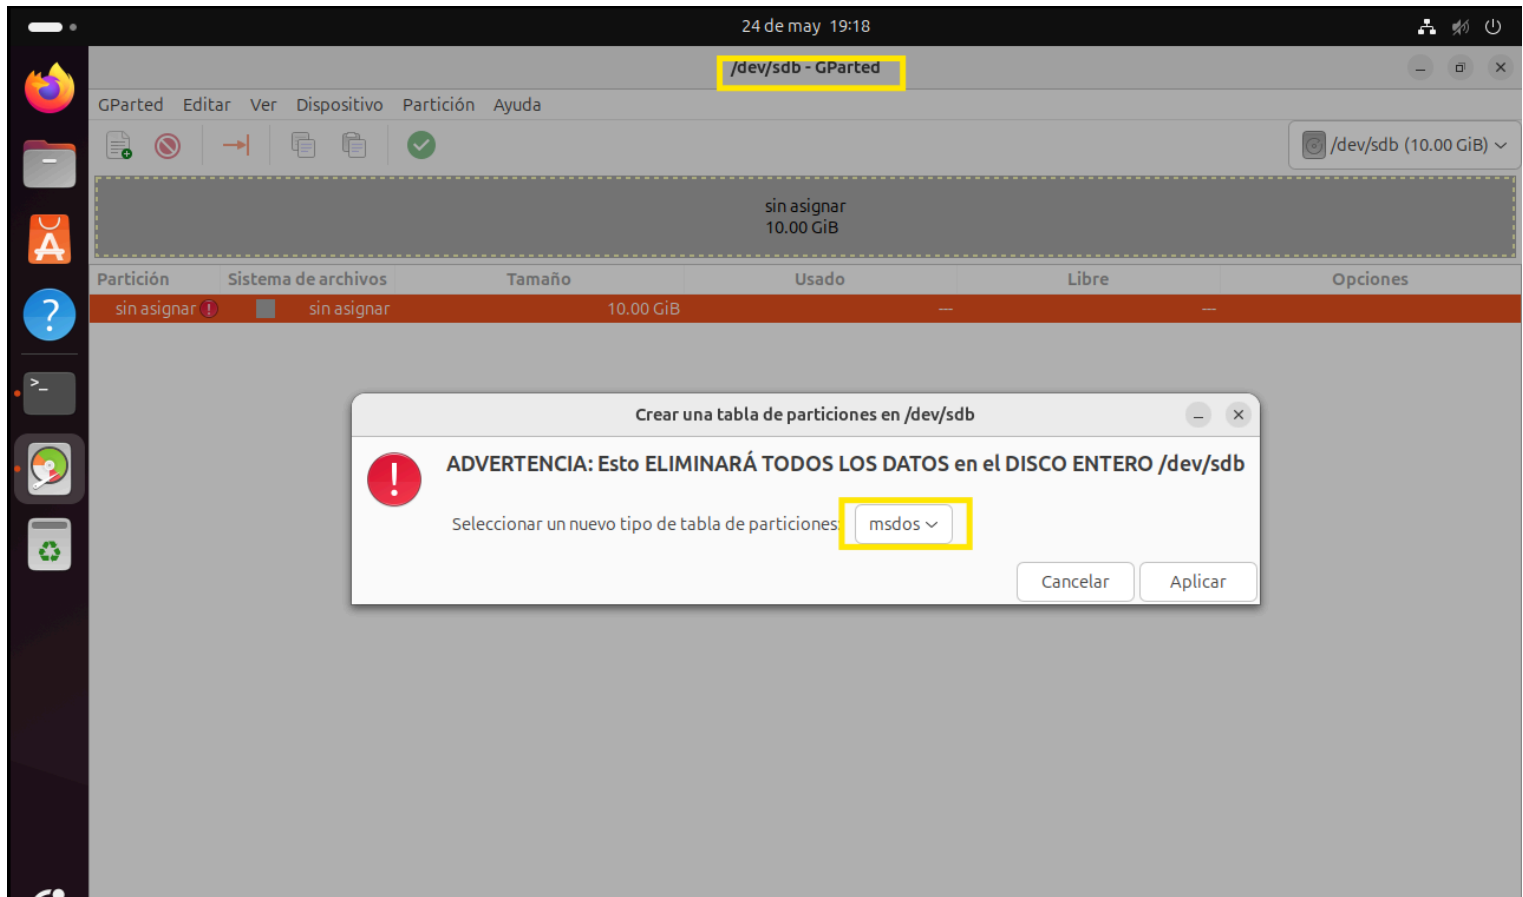 24 de may 19:18
/dev/sdb - GParted
GParted Editar Ver Dispositivo Partición Ayuda
/dev/sdb (10.00 GiB)
sin asignar
10.00 GiB
Partición Sistema de archivos Tamaño Usado Libre Opciones
sin asignar sin asignar 10.00 GiB --- ---
Crear una tabla de particiones en /dev/sdb
ADVERTENCIA: Esto ELIMINARÁ TODOS LOS DATOS en el DISCO ENTERO /dev/sdb
Seleccionar un nuevo tipo de tabla de particiones: msdos
Cancelar Aplicar